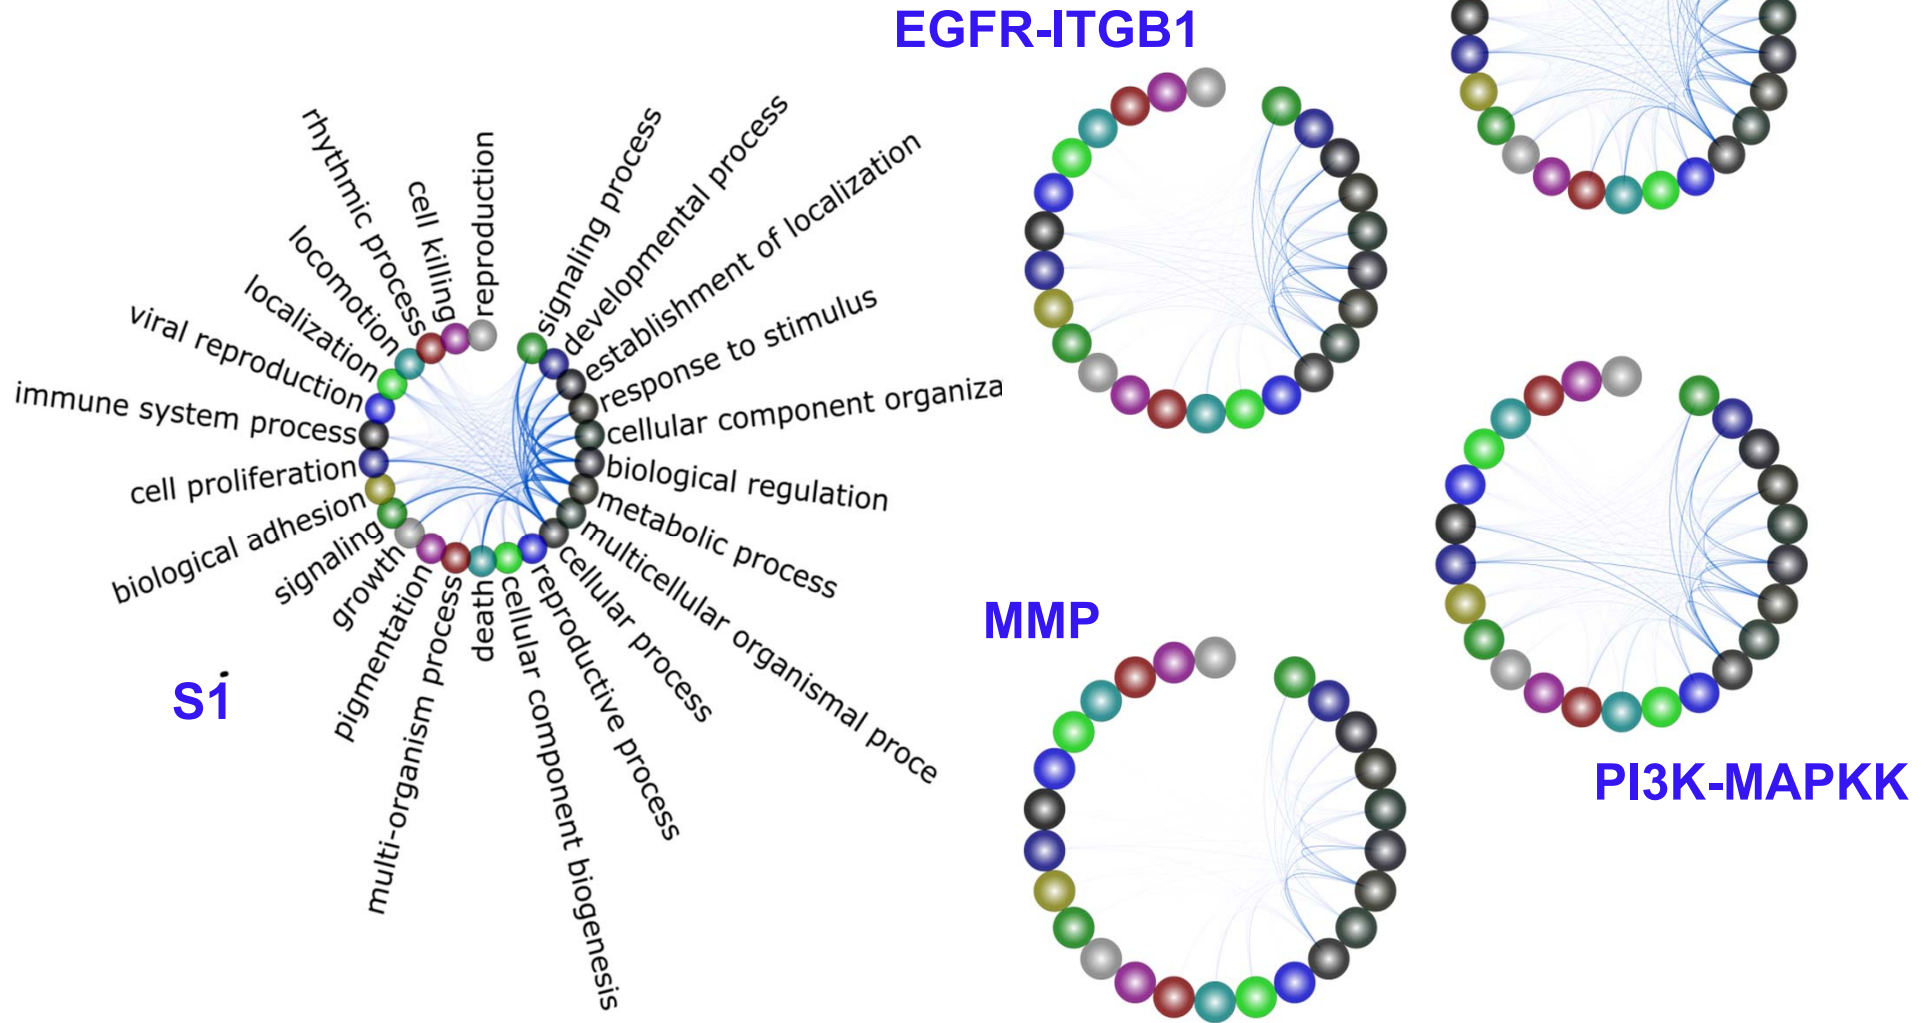 EGFR-ITGB1
rhythmic process
cell killing
reproduction
signaling process
developmental process
establishment of localization
locomotion
localization
viral reproduction
immune system process
cell proliferation
biological adhesion
signaling
growth
pigmentation
multi-organism process
death
cellular component biogenesis
reproductive process
cellular process
multicellular organismal proce
metabolic process
biological regulation
cellular component organiza
response to stimulus
S1
MMP
PI3K-MAPKK